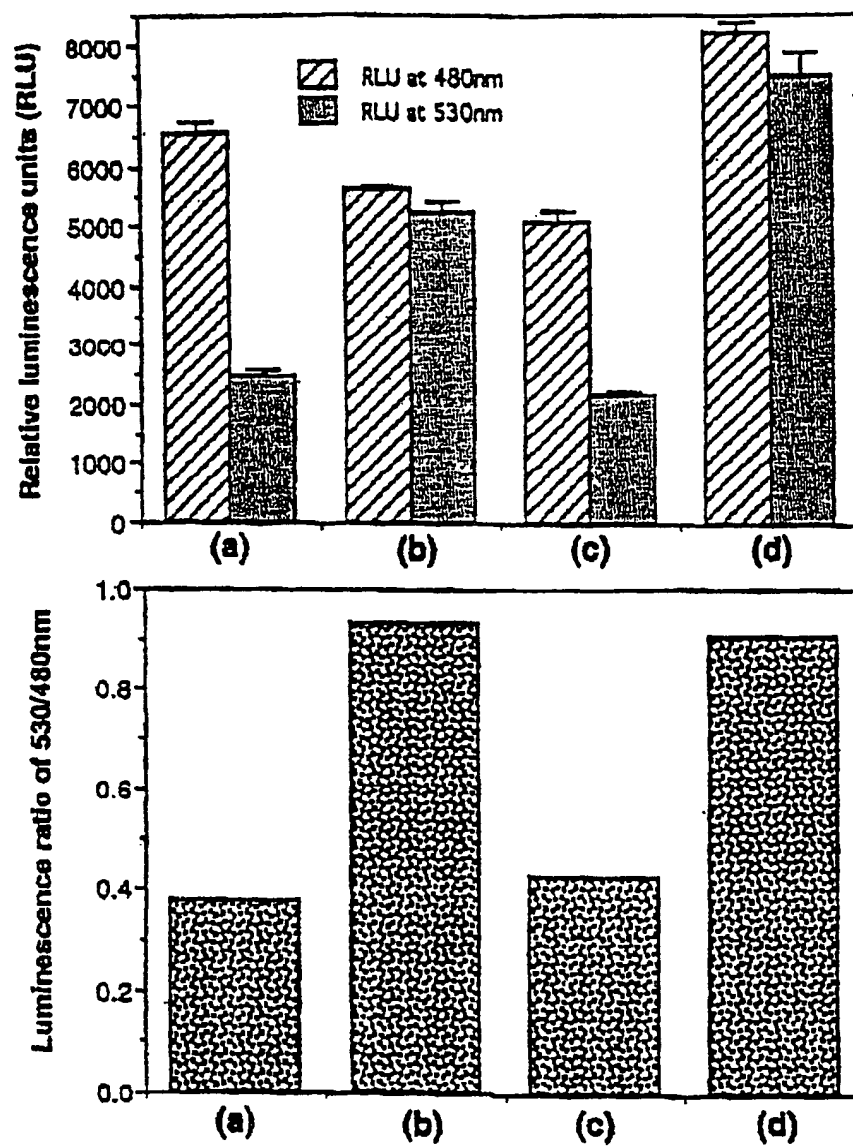 Relative luminescence units (RLU)
8000
7000
6000
5000
4000
3000
2000
1000
0
RLU at 480nm
RLU at 530nm
(a) (b) (c) (d)
Luminescence ratio of 530/480nm
1.0
0.8
0.6
0.4
0.2
0.0
(a) (b) (c) (d)